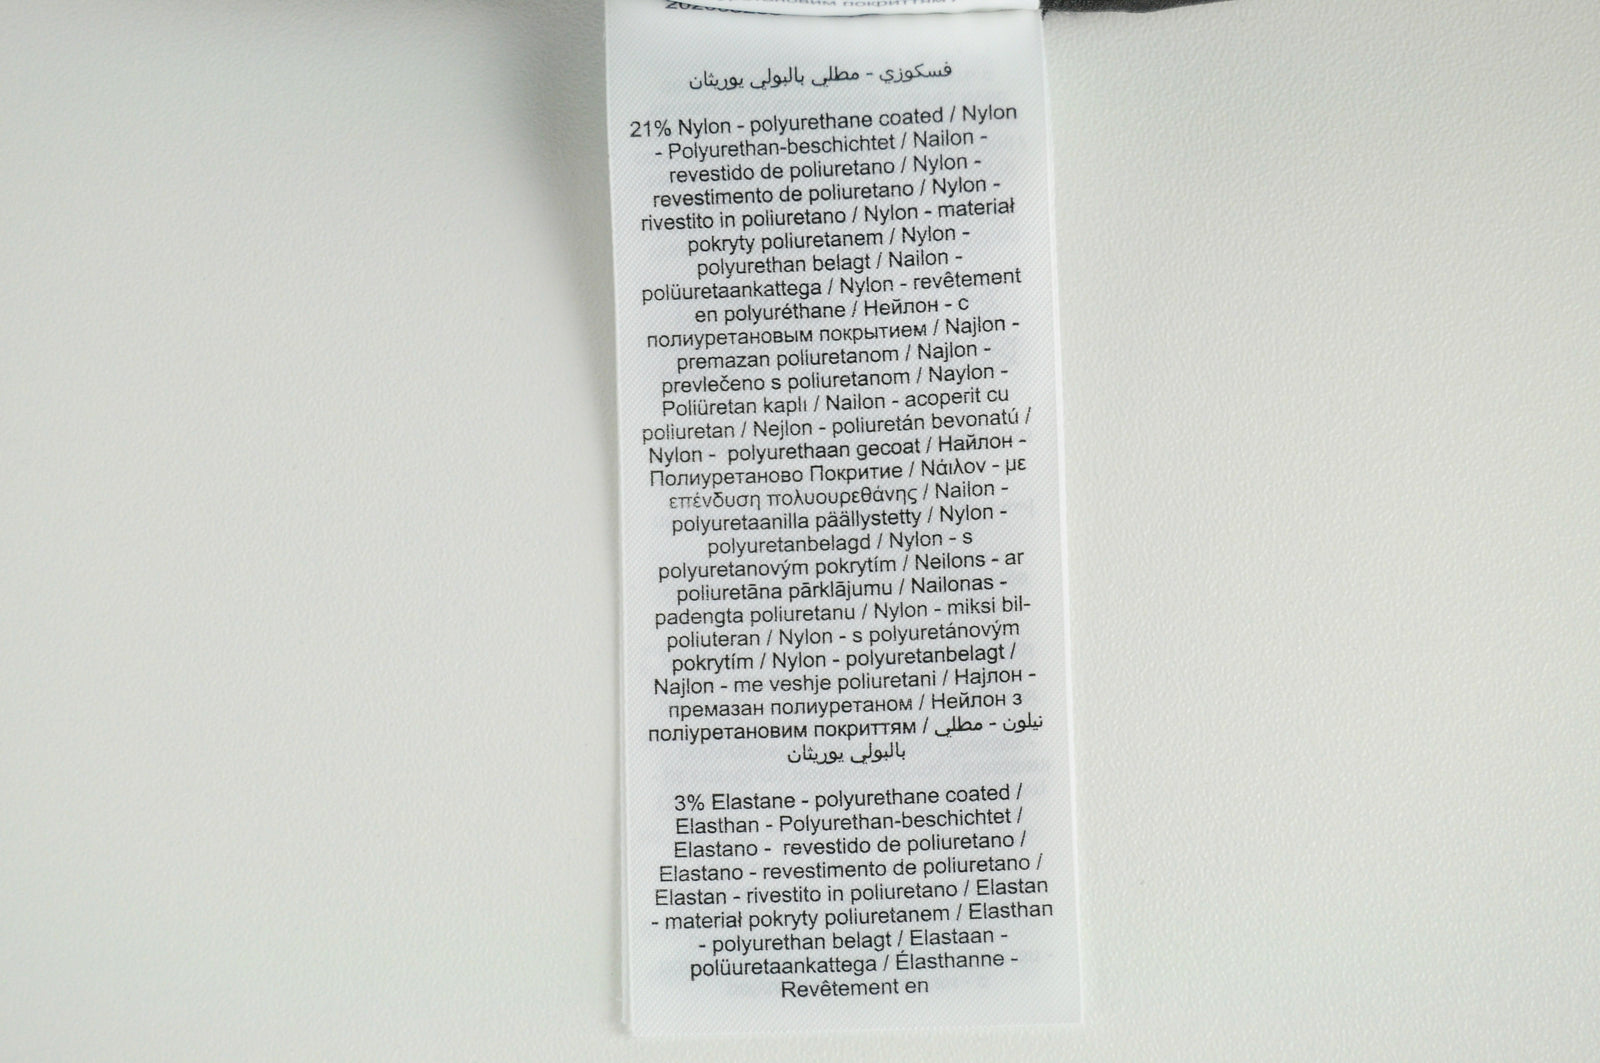 فسكوزي - مطلي بالبولي يوريثان
21% Nylon - polyurethane coated / Nylon
- Polyurethan-beschichtet / Nailon -
revestido de poliuretano / Nylon -
revestimento de poliuretano / Nylon -
rivestito in poliuretano / Nylon - materiał
pokryty poliuretanem / Nylon -
polyurethan belagt / Nailon -
polüuretaankattega / Nylon - revêtement
en polyuréthane / Нейлон - с
полиуретановым покрытием / Najlon -
premazan poliuretanom / Najlon -
prevlečeno s poliuretanom / Naylon -
Poliüretan kaplı / Nailon - acoperit cu
poliuretan / Nejlon - poliuretán bevonatú /
Nylon - polyurethaan gecoat / Найлон -
Полиуретаново Покритие / Νάιλον - με
επένδυση πολυουρεθάνης / Nailon -
polyuretaanilla päällystetty / Nylon -
polyuretanbelagd / Nylon - s
polyuretanovým pokrytím / Neilons - ar
poliuretāna pārklājumu / Nailonas -
padengta poliuretanu / Nylon - miksi bil-
poliuteran / Nylon - s polyuretánovým
pokrytím / Nylon - polyuretanbelagt /
Najlon - me veshje poliuretani / Најлон -
премазан полиуретаном / Нейлон з
поліуретановим покриттям / نيلون - مطلي
بالبولي يوريثان
3% Elastane - polyurethane coated /
Elasthan - Polyurethan-beschichtet /
Elastano - revestido de poliuretano /
Elastano - revestimento de poliuretano /
Elastan - rivestito in poliuretano / Elastan
- materiał pokryty poliuretanem / Elasthan
- polyurethan belagt / Elastaan -
polüuretaankattega / Élasthanne -
Revêtement en